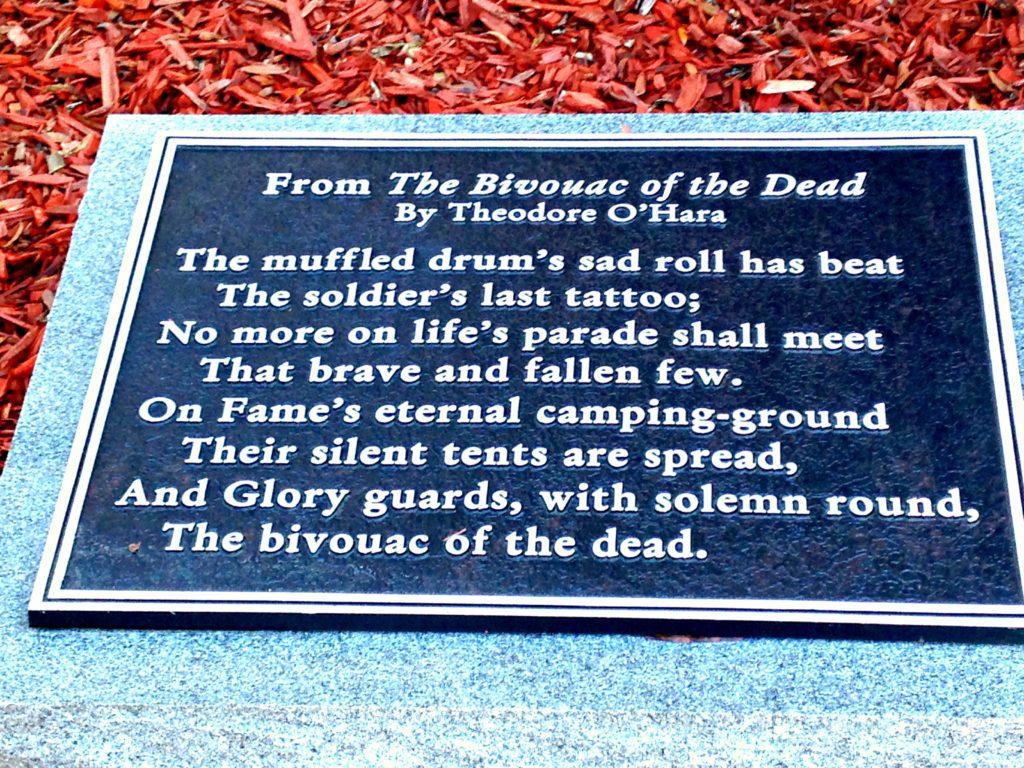 From The Bivouac of the Dead
By Theodore O'Hara
The muffled drum's sad roll has beat
The soldier's last tattoo;
No more on life's parade shall meet
That brave and fallen few.
On Fame's eternal camping-ground
Their silent tents are spread,
And Glory guards, with solemn round,
The bivouac of the dead.